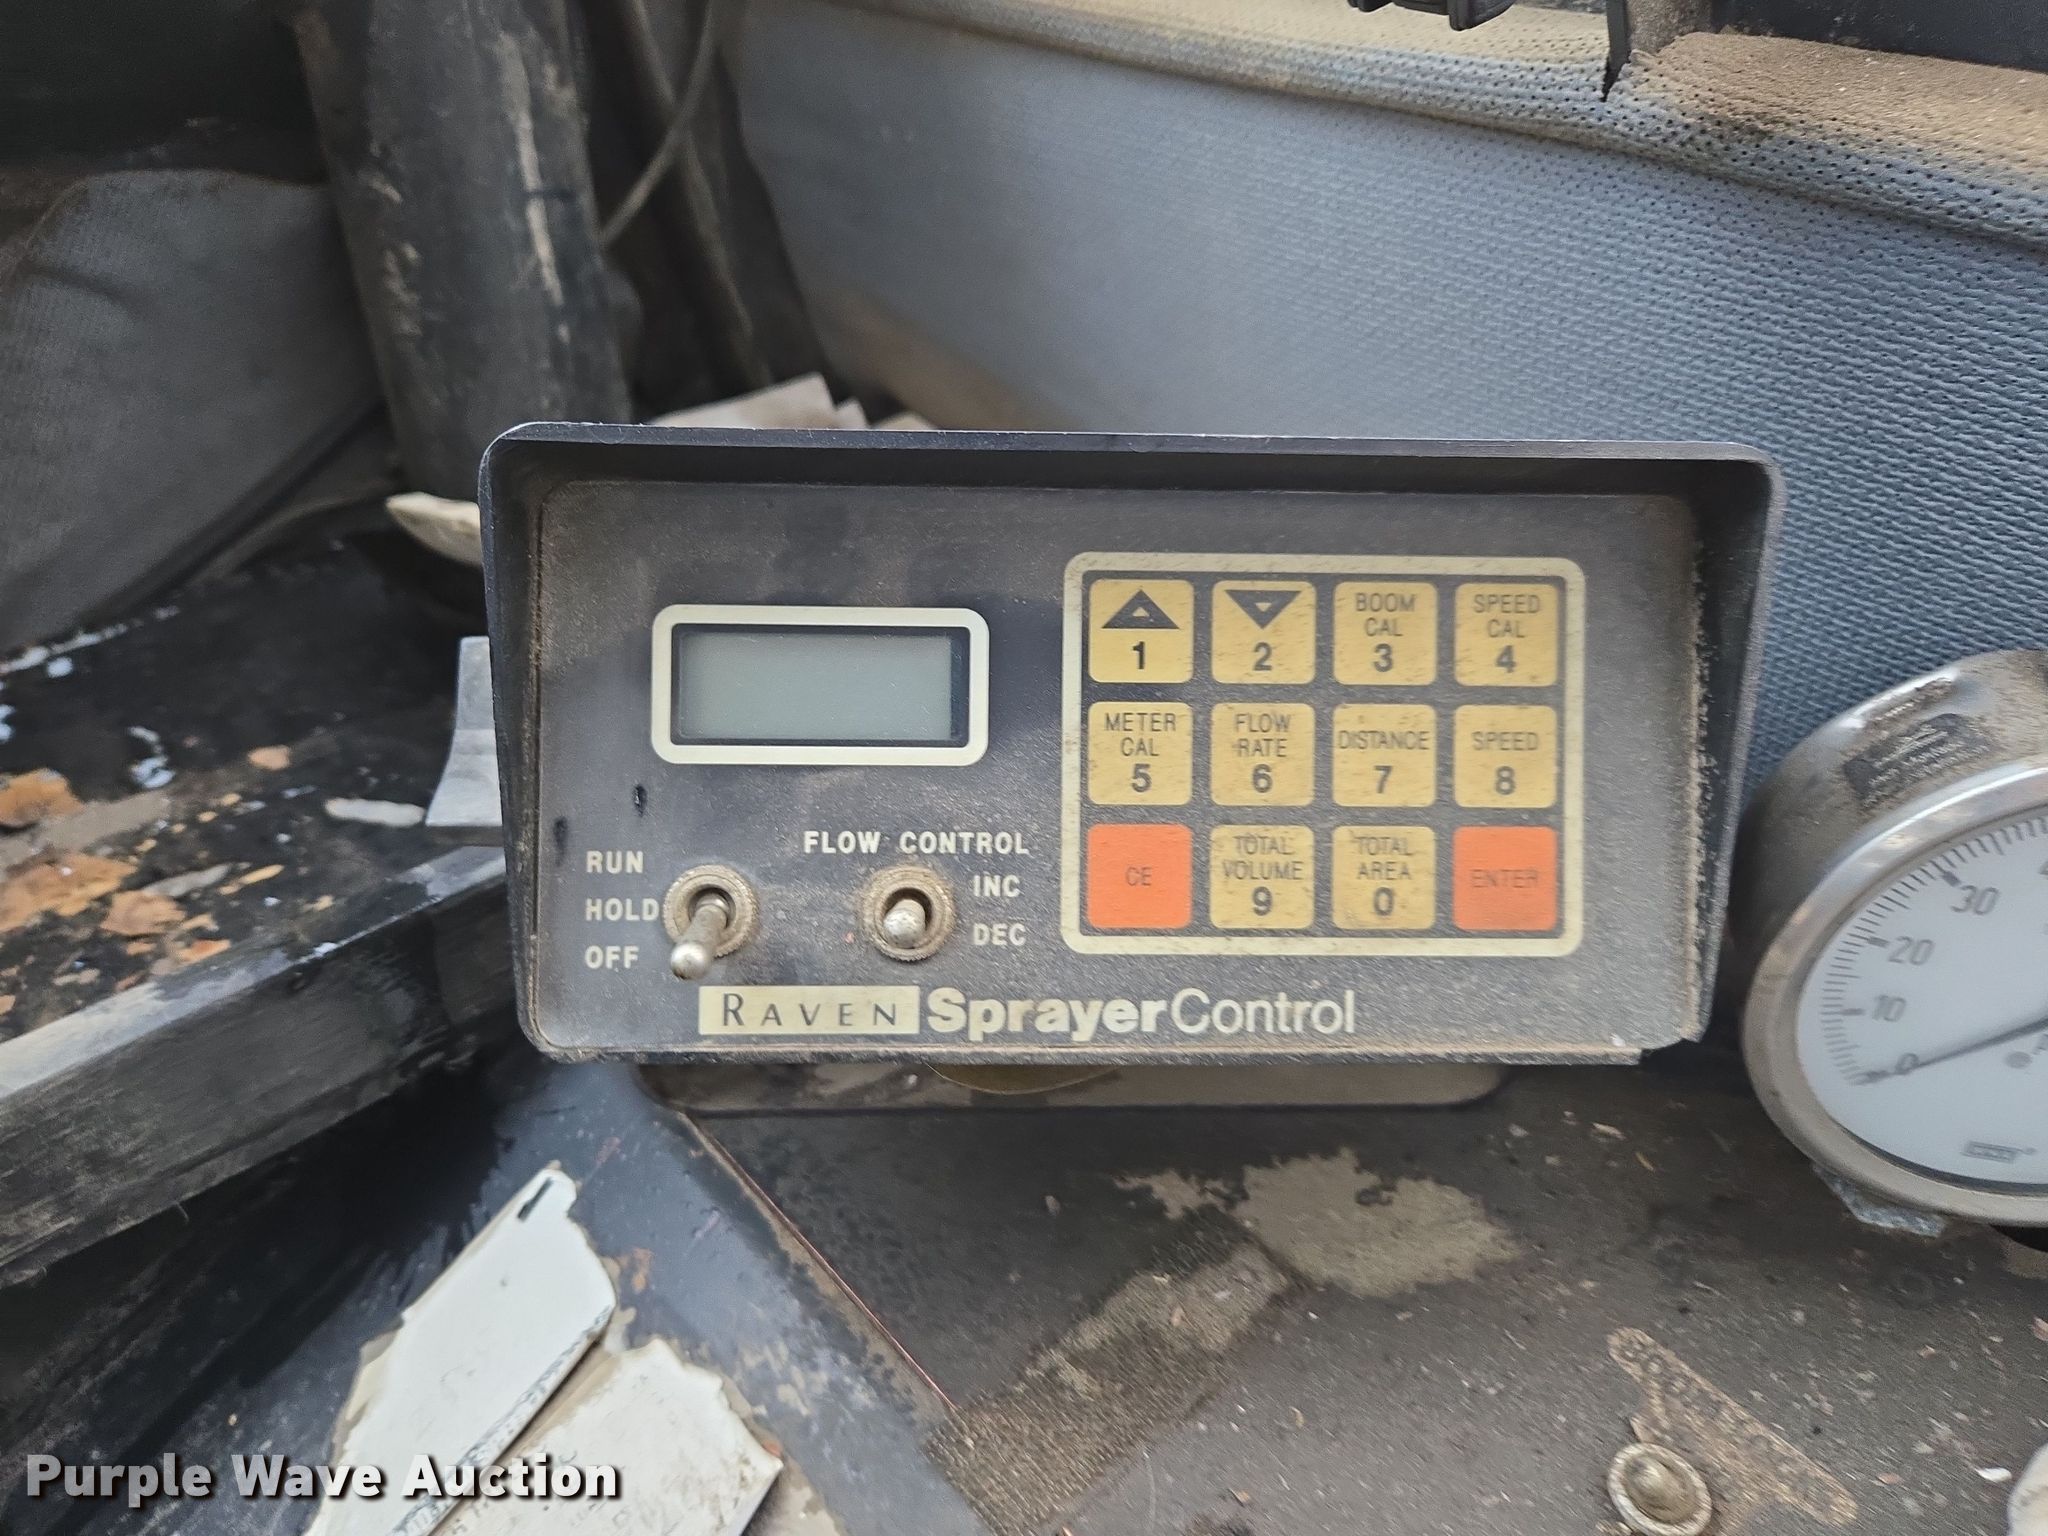 RUN
HOLD
OFF
FLOW CONTROL
INC
DEC
1
2
BOOM
CAL
3
SPEED
CAL
4
METER
CAL
5
FLOW
RATE
6
DISTANCE
7
SPEED
8
CE
TOTAL
VOLUME
9
TOTAL
AREA
0
ENTER
RAVEN SprayerControl
0
10
20
30
Purple Wave Auction